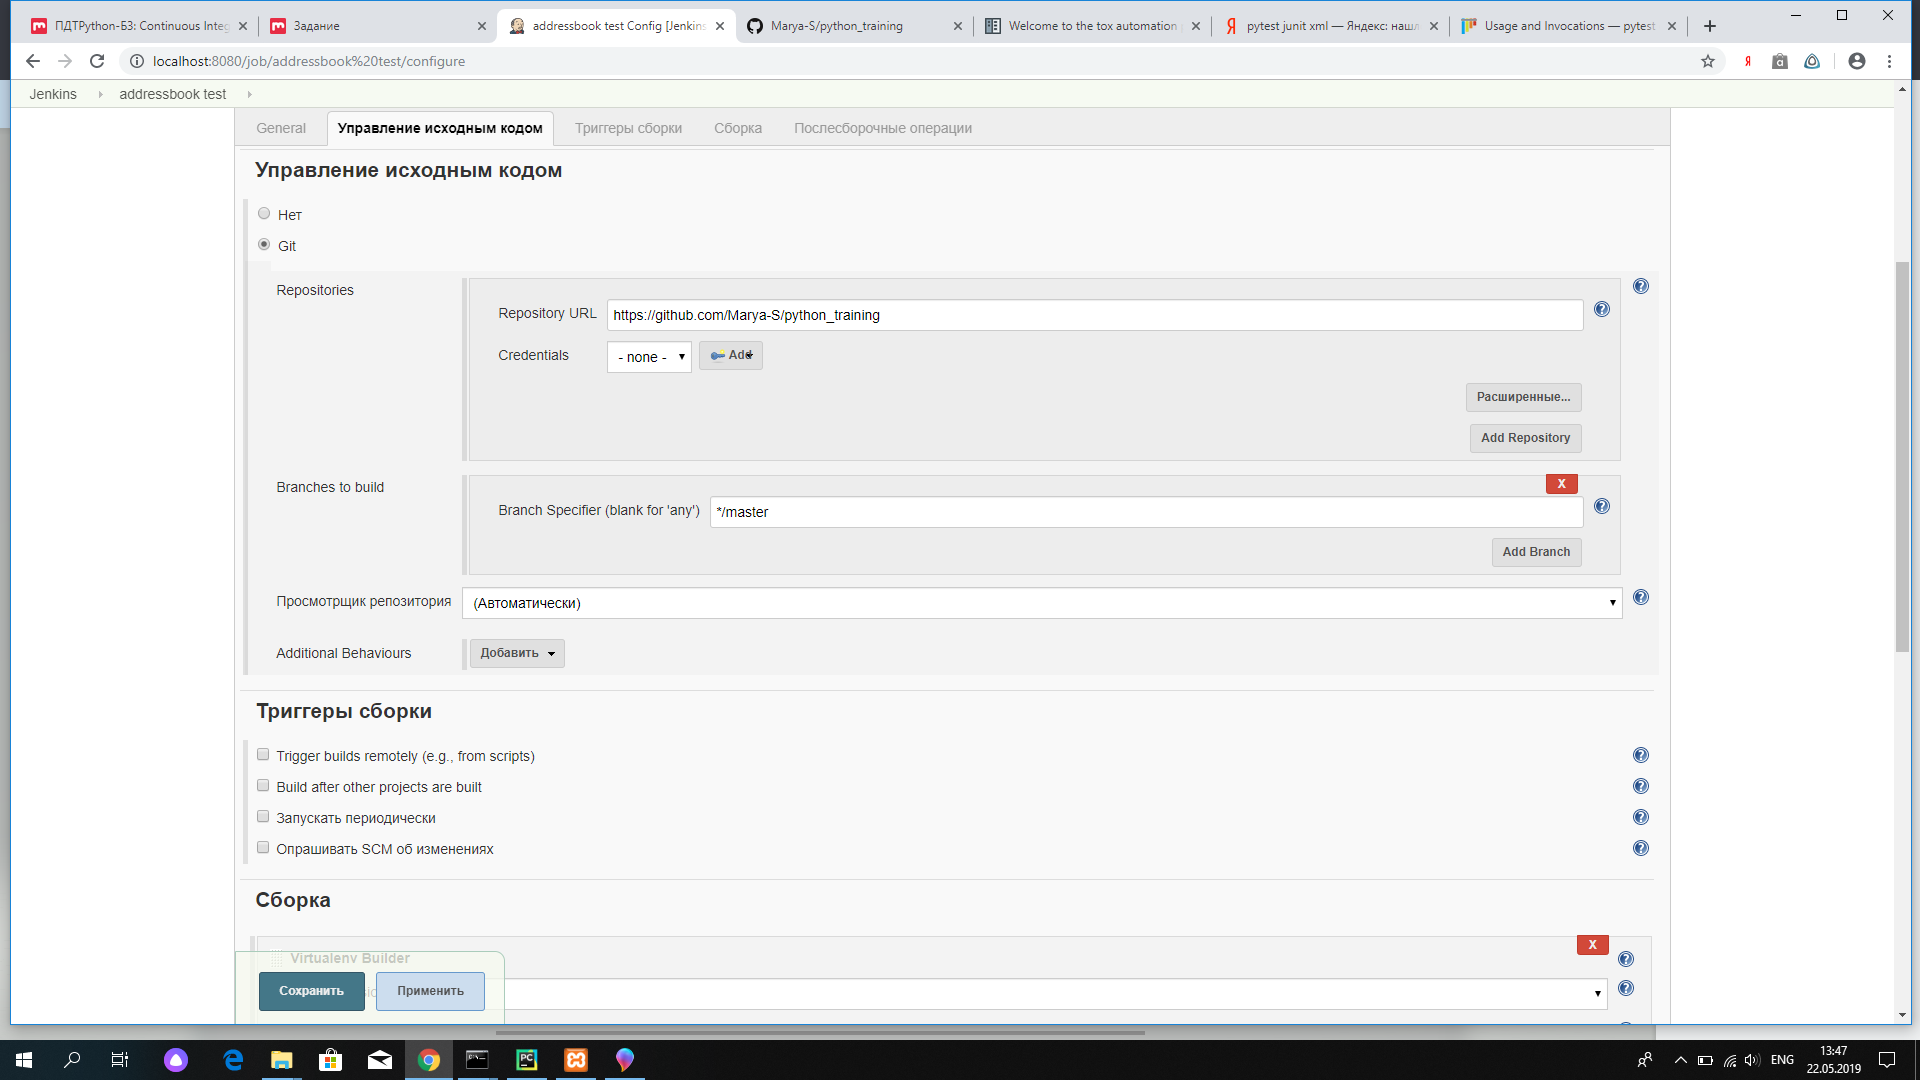 ПДТPython-Б3: Continuous Integ
Задание
addressbook test Config [Jenkins
Marya-S/python_training
Welcome to the tox automation
pytest junit xml — Яндекс: нашл
Usage and Invocations — pytest
localhost:8080/job/addressbook%20test/configure
Jenkins
addressbook test
General
Управление исходным кодом
Триггеры сборки
Сборка
Послесборочные операции
Управление исходным кодом
Нет
Git
Repositories
Repository URL
https://github.com/Marya-S/python_training
Credentials
- none -
Add
Расширенные...
Add Repository
Branches to build
X
Branch Specifier (blank for 'any')
*/master
Add Branch
Просмотрщик репозитория
(Автоматически)
Additional Behaviours
Добавить
Триггеры сборки
Trigger builds remotely (e.g., from scripts)
Build after other projects are built
Запускать периодически
Опрашивать SCM об изменениях
Сборка
X
Virtualenv Builder
Сохранить
Применить
ENG
13:47
22.05.2019